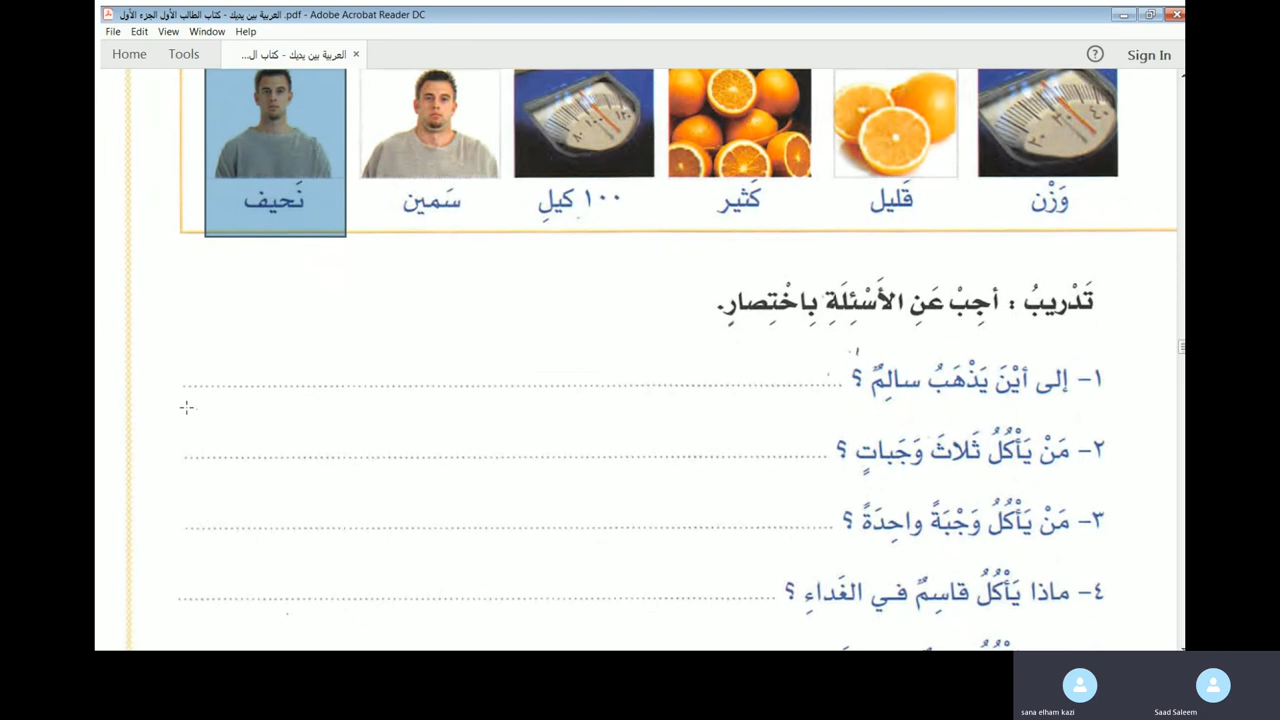 العربية بين يديك - كتاب الطالب الأول الجزء الأول .pdf - Adobe Acrobat Reader DC
File Edit View Window Help
Home Tools العربية بين يديك - كتاب ال... × ? Sign In
وَزْن قَليل كَثير ١٠٠ كيلِ سَمين نَحيف
تَدْريبُ : أجِبْ عَنِ الأَسْئِلَةِ بِاخْتِصارِ.
١- إلى أيْنَ يَذْهَبُ سالِمٌ ؟ ........
٢- مَنْ يَأْكُلُ ثَلاثَ وَجَباتٍ ؟ ........
٣- مَنْ يَأْكُلُ وَجْبَةً واحِدَةً ؟ ........
٤- ماذا يَأْكُلُ قاسِمٌ في الغَداءِ ؟ ........
sana elham kazi Saad Saleem